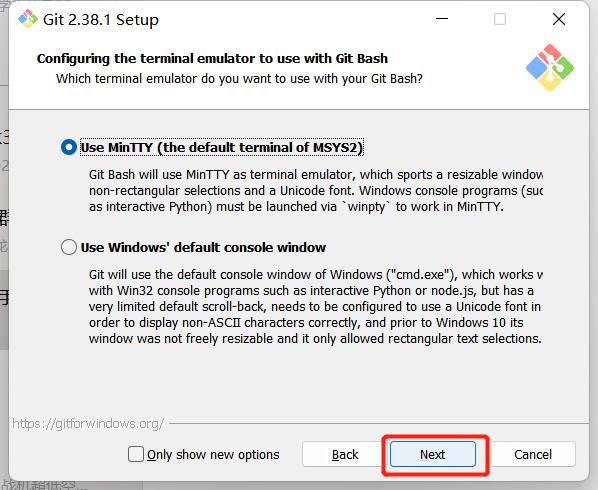 Git 2.38.1 Setup
Configuring the terminal emulator to use with Git Bash
Which terminal emulator do you want to use with your Git Bash?
Use MinTTY (the default terminal of MSYS2)
Git Bash will use MinTTY as terminal emulator, which sports a resizable window
non-rectangular selections and a Unicode font. Windows console programs (suc
as interactive Python) must be launched via `winpty` to work in MinTTY.
Use Windows' default console window
Git will use the default console window of Windows ("cmd.exe"), which works w
with Win32 console programs such as interactive Python or node.js, but has a
very limited default scroll-back, needs to be configured to use a Unicode font in
order to display non-ASCII characters correctly, and prior to Windows 10 its
window was not freely resizable and it only allowed rectangular text selections.
https://gitforwindows.org/
Only show new options
Back
Next
Cancel
战机超低空...